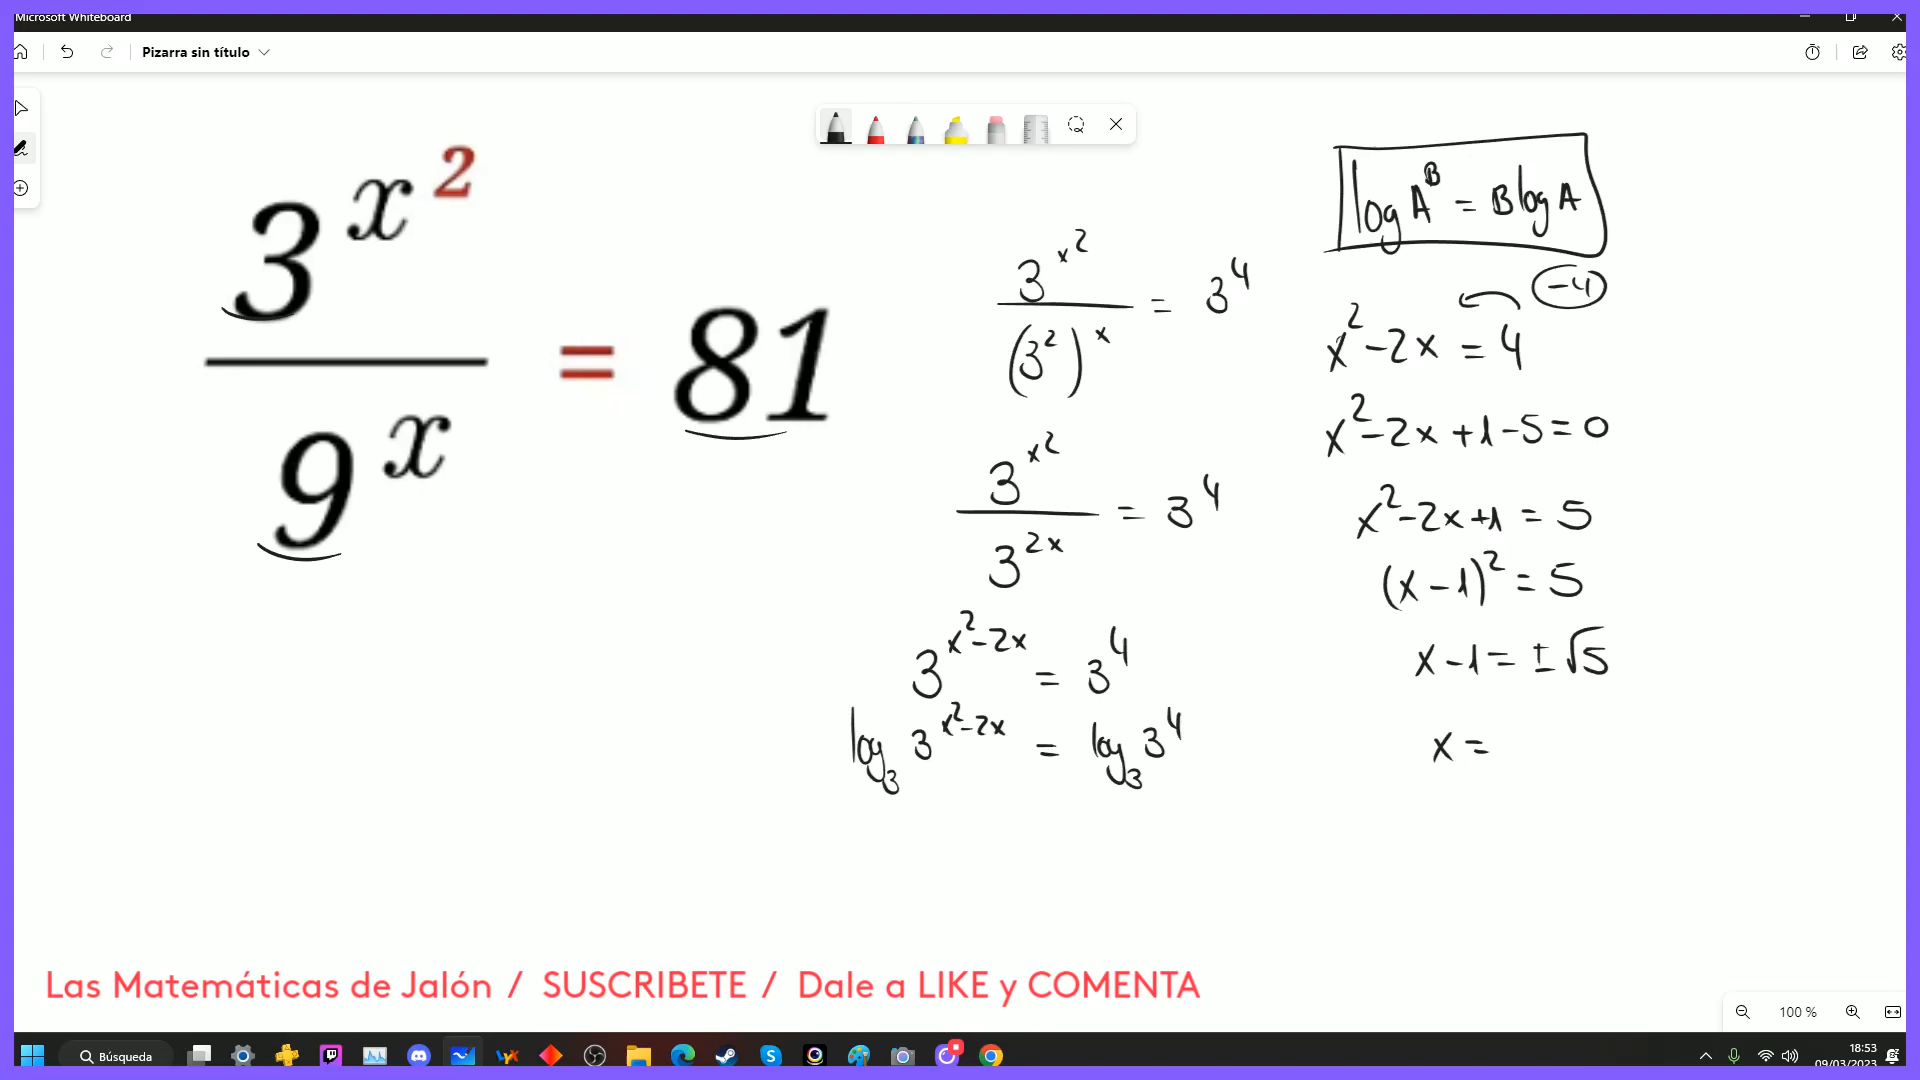 Microsoft Whiteboard
Pizarra sin título
3^{x^2} / 9^x = 81
3^{x^2} / (3^2)^x = 3^4
3^{x^2} / 3^{2x} = 3^4
3^{x^2-2x} = 3^4
log_3 3^{x^2-2x} = log_3 3^4
log A^B = B log A
-4
x^2-2x = 4
x^2-2x+1-5=0
x^2-2x+1 = 5
(x-1)^2 = 5
x-1 = ±√5
x =
Las Matemáticas de Jalón / SUSCRIBETE / Dale a LIKE y COMENTA
100 %
Búsqueda
18:53
09/03/2023